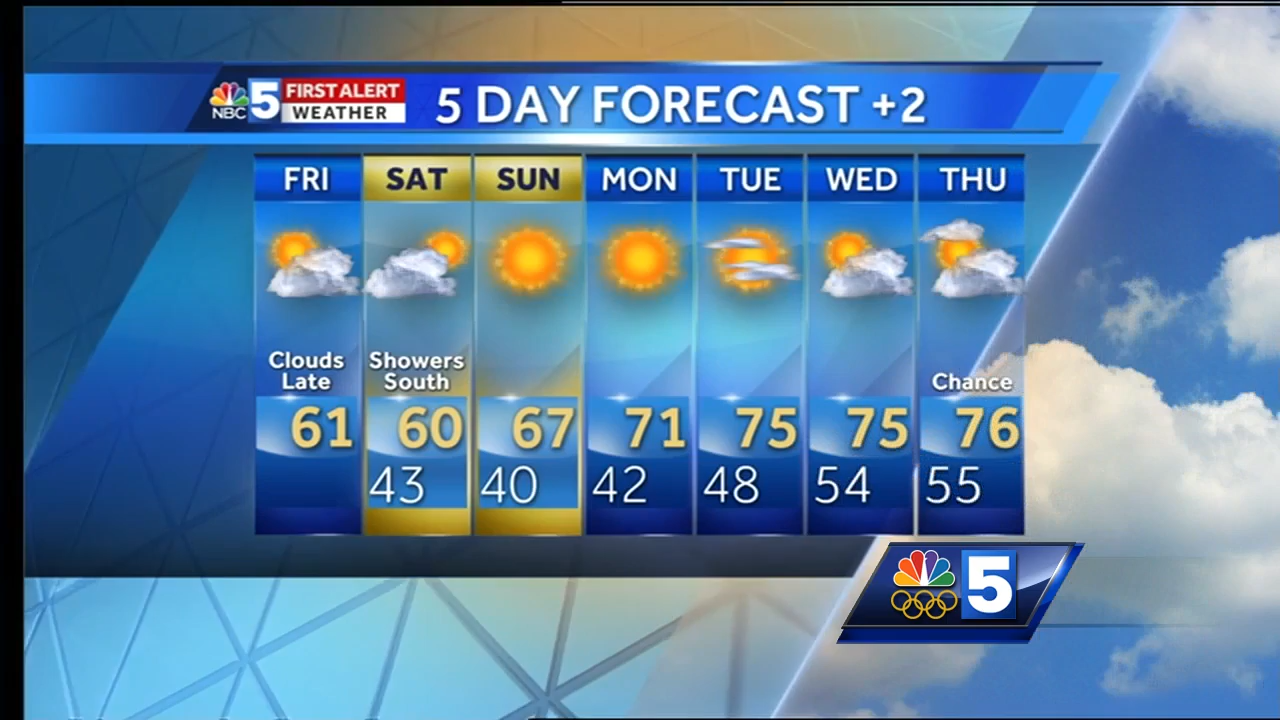 NBC 5 FIRST ALERT WEATHER
5 DAY FORECAST +2
FRI SAT SUN MON TUE WED THU
Clouds Late
Showers South
Chance
61 60 67 71 75 75 76
43 40 42 48 54 55
5